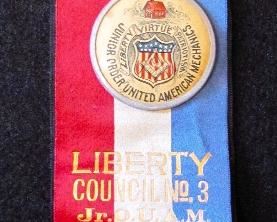 JUNIOR ORDER UNITED AMERICAN MECHANICS
VIRTUE
LIBERTY
PATRIOTISM
LIBERTY
COUNCIL No. 3
Jr. O. U. A. M.